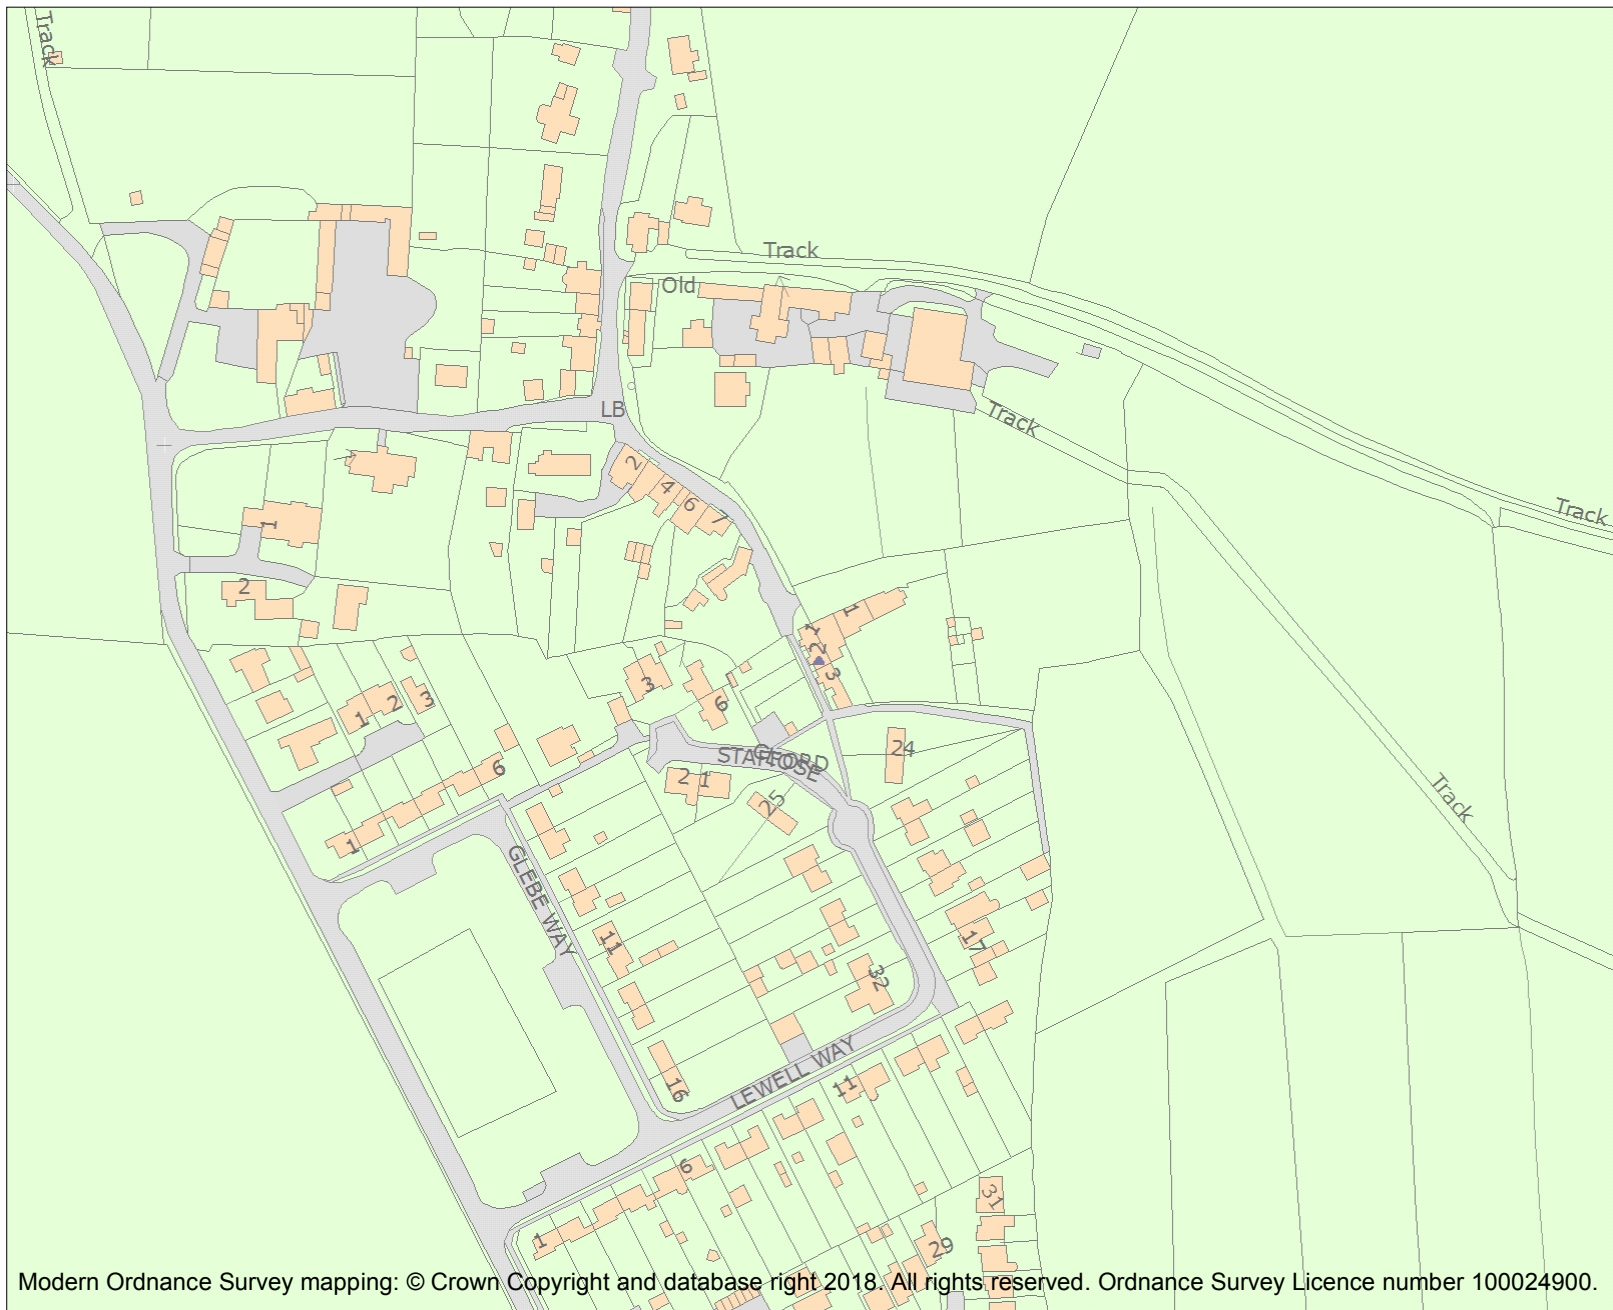 Track
Track
Old
LB
Track
Track
7
2
4
6
7
1
2
1
1
2
3
3
6
1
2
3
6
1
STAFFORD
CLOSE
2 1
24
25
Track
GLEBE WAY
11
17
32
16
LEWELL WAY
11
6
1
31
29
Modern Ordnance Survey mapping: © Crown Copyright and database right 2018. All rights reserved. Ordnance Survey Licence number 100024900.